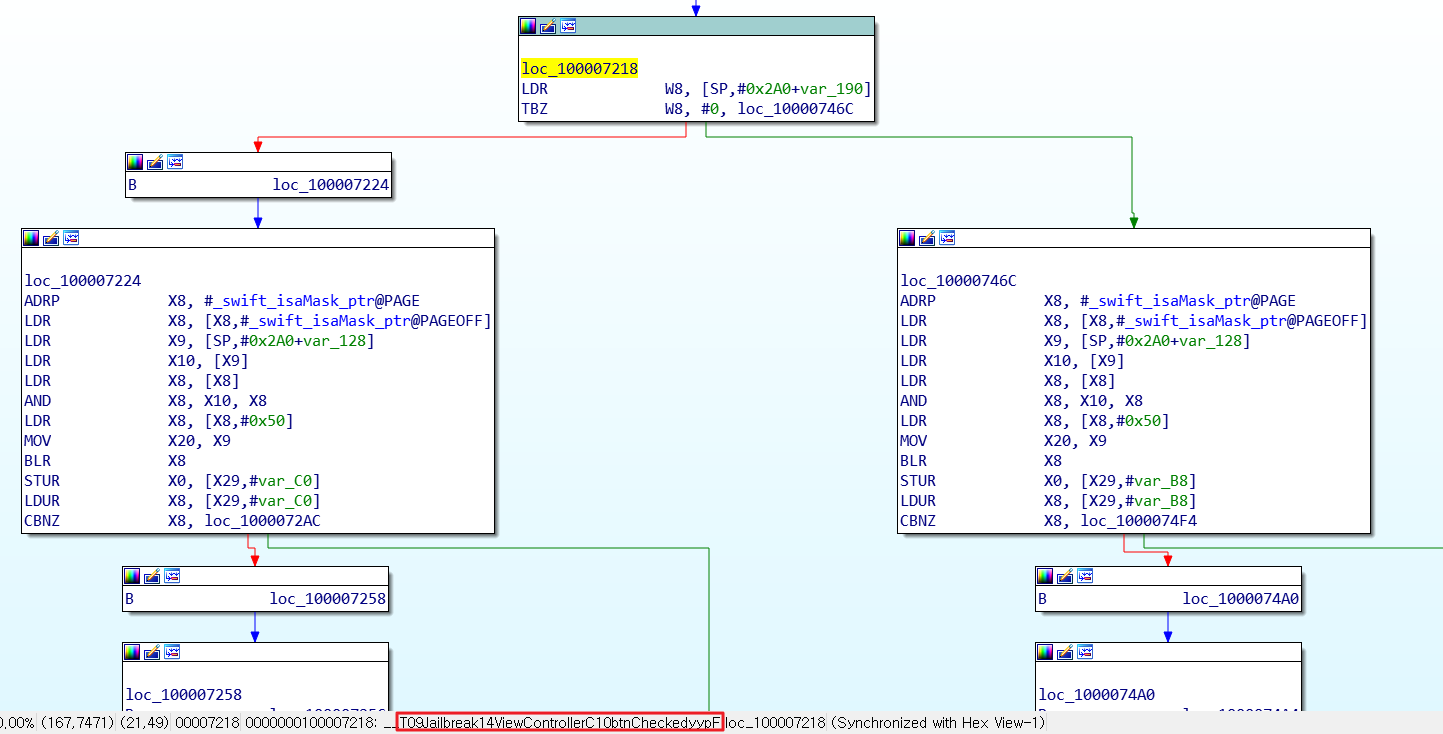 loc_100007218
LDR W8, [SP,#0x2A0+var_190]
TBZ W8, #0, loc_10000746C
B loc_100007224
loc_100007224
ADRP X8, #_swift_isaMask_ptr@PAGE
LDR X8, [X8,#_swift_isaMask_ptr@PAGEOFF]
LDR X9, [SP,#0x2A0+var_128]
LDR X10, [X9]
LDR X8, [X8]
AND X8, X10, X8
LDR X8, [X8,#0x50]
MOV X20, X9
BLR X8
STUR X0, [X29,#var_C0]
LDUR X8, [X29,#var_C0]
CBNZ X8, loc_1000072AC
loc_10000746C
ADRP X8, #_swift_isaMask_ptr@PAGE
LDR X8, [X8,#_swift_isaMask_ptr@PAGEOFF]
LDR X9, [SP,#0x2A0+var_128]
LDR X10, [X9]
LDR X8, [X8]
AND X8, X10, X8
LDR X8, [X8,#0x50]
MOV X20, X9
BLR X8
STUR X0, [X29,#var_B8]
LDUR X8, [X29,#var_B8]
CBNZ X8, loc_1000074F4
B loc_100007258
B loc_1000074A0
loc_100007258
loc_1000074A0
0,00% (167,7471) (21,49) 00007218 0000000100007218: __T09Jailbreak14ViewControllerC10btnCheckedyypF:loc_100007218 (Synchronized with Hex View-1)